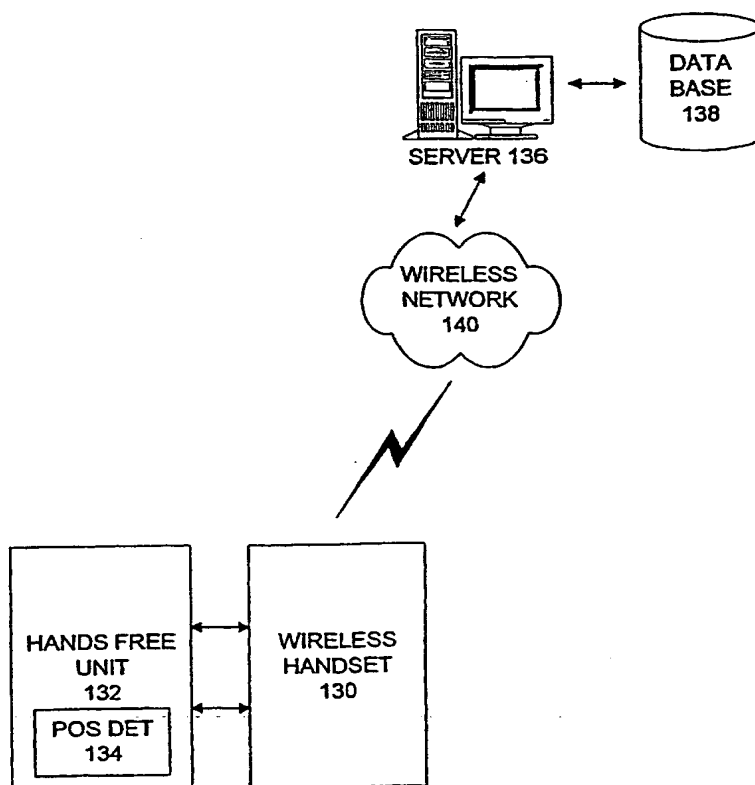 DATA
BASE
138
SERVER 136
WIRELESS
NETWORK
140
HANDS FREE
UNIT
132
POS DET
134
WIRELESS
HANDSET
130